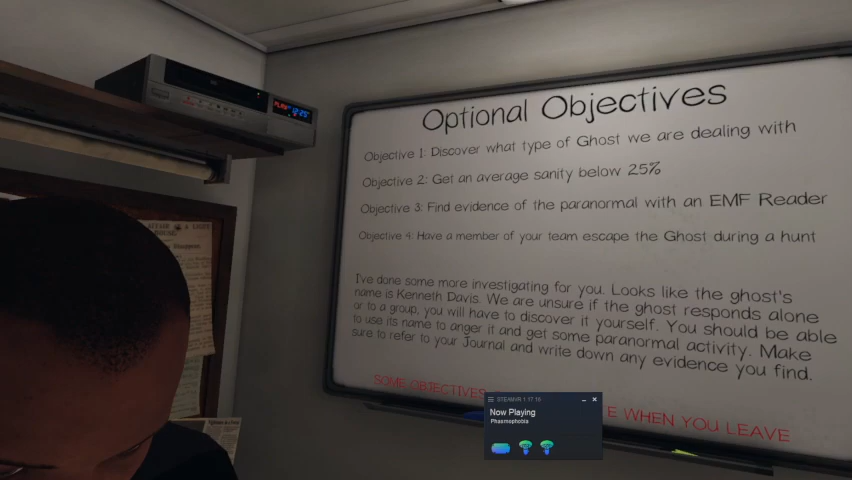 Optional Objectives
Objective 1: Discover what type of Ghost we are dealing with
Objective 2: Get an average sanity below 25%
Objective 3: Find evidence of the paranormal with an EMF Reader
Objective 4: Have a member of your team escape the Ghost during a hunt
I've done some more investigating for you. Looks like the ghost's
name is Kenneth Davis. We are unsure if the ghost responds alone
or to a group, you will have to discover it yourself. You should be able
to use its name to anger it and get some paranormal activity. Make
sure to refer to your Journal and write down any evidence you find.
SOME OBJECTIVES
E WHEN YOU LEAVE
STEAMVR 1.17.15
Now Playing
Phasmophobia